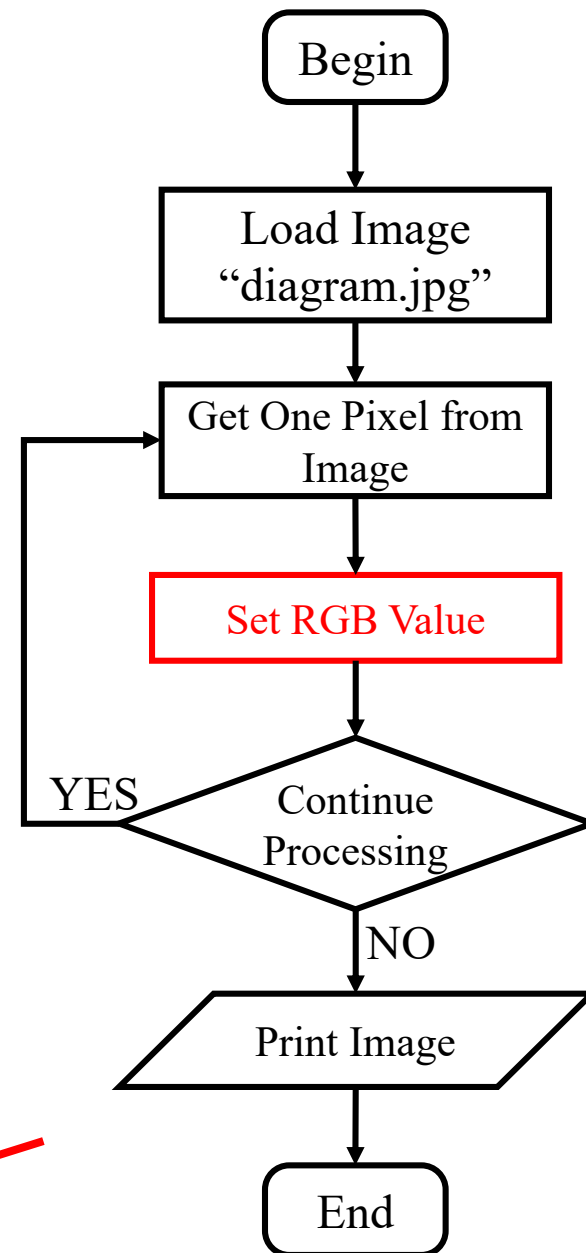 Begin
Load Image
“diagram.jpg”
Get One Pixel from
Image
Set RGB Value
YES
Continue
Processing
NO
Print Image
End